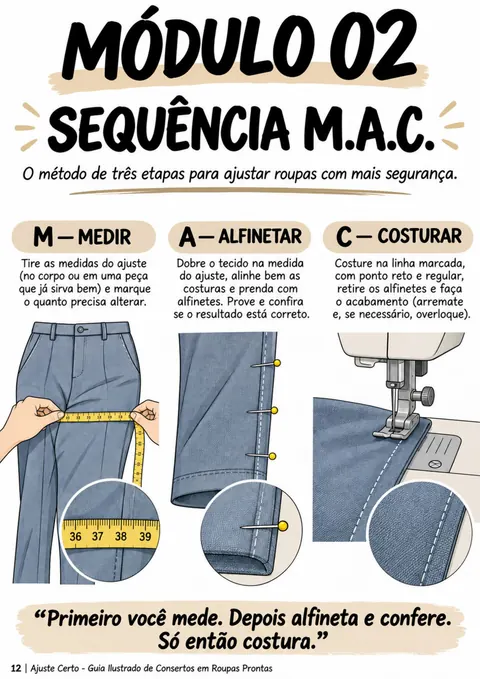 MÓDULO 02
SEQUÊNCIA M.A.C.
O método de três etapas para ajustar roupas com mais segurança.
M – MEDIR
Tire as medidas do ajuste
(no corpo ou em uma peça
que já sirva bem) e marque
o quanto precisa alterar.
A – ALFINETAR
Dobre o tecido na medida
do ajuste, alinhe bem as
costuras e prenda com
alfinetes. Prove e confira
se o resultado está correto.
C – COSTURAR
Costure na linha marcada,
com ponto reto e regular,
retire os alfinetes e faça
o acabamento (arremate
e, se necessário, overloque).
36 37 38 39
“Primeiro você mede. Depois alfineta e confere.
Só então costura.”
12 | Ajuste Certo - Guia Ilustrado de Consertos em Roupas Prontas